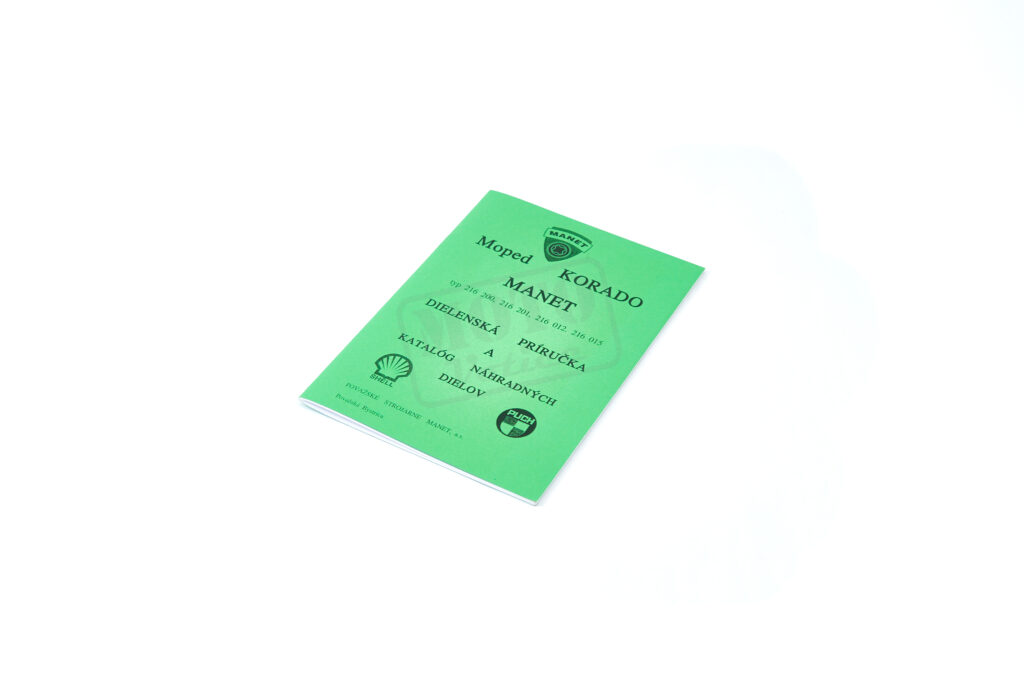 MANET
Moped KORADO
MANET
typ 216 200, 216 201, 216 012, 216 015
DIELENSKÁ PRÍRUČKA
A
KATALÓG NÁHRADNÝCH
DIELOV
SHELL
PUCH
POVAŽSKÉ STROJÁRNE MANET, a.s.
Považská Bystrica